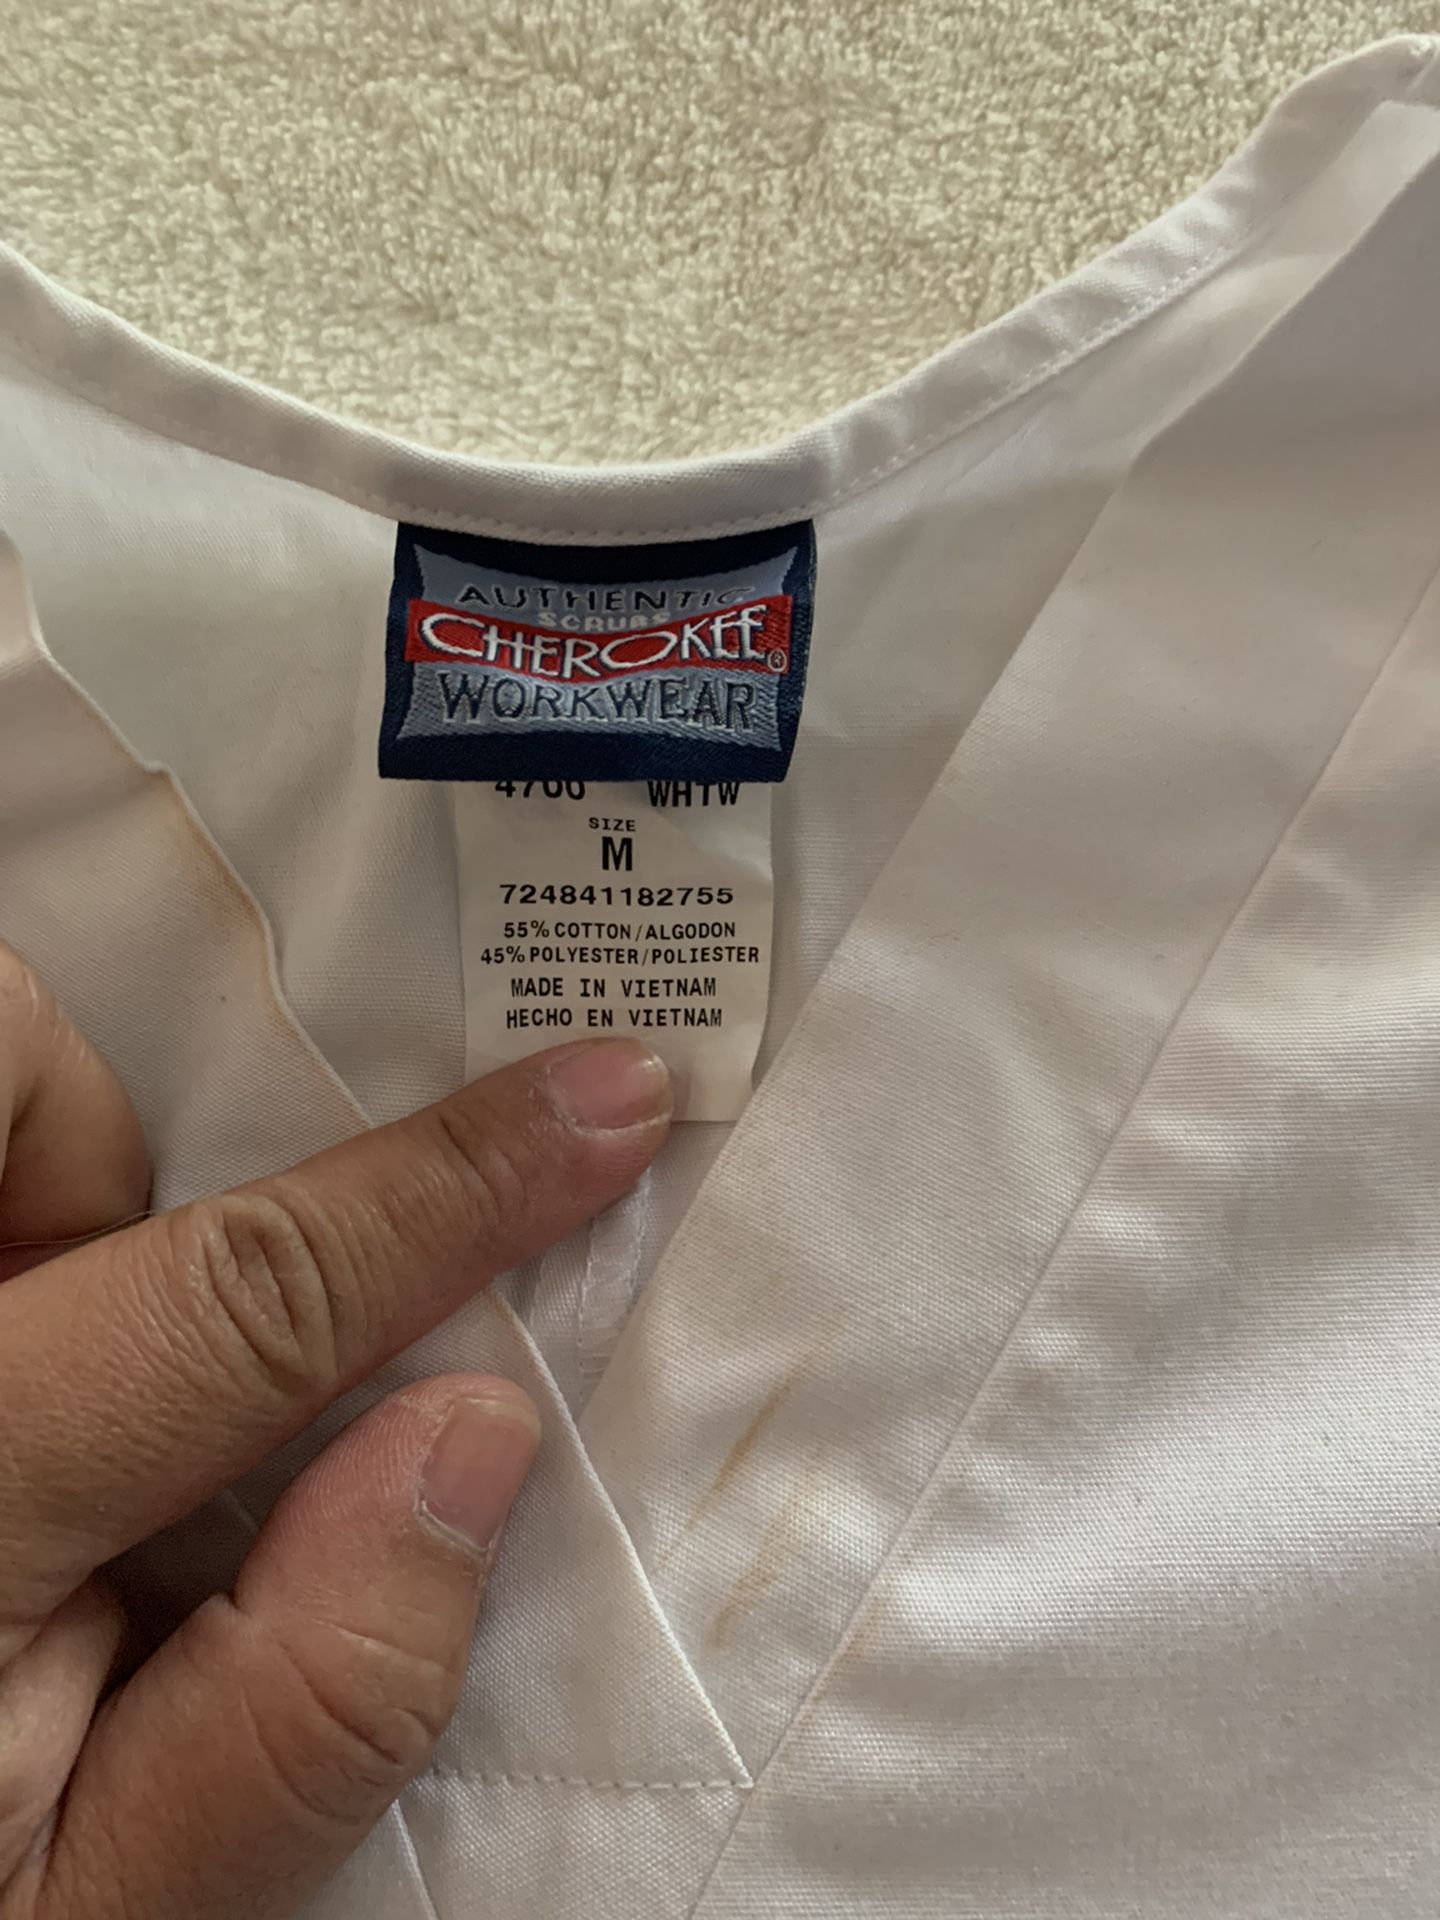 AUTHENTIC
SCRUBS
CHEROKEE®
WORKWEAR
4700 WHTW
SIZE
M
724841182755
55% COTTON/ALGODON
45% POLYESTER/POLIESTER
MADE IN VIETNAM
HECHO EN VIETNAM